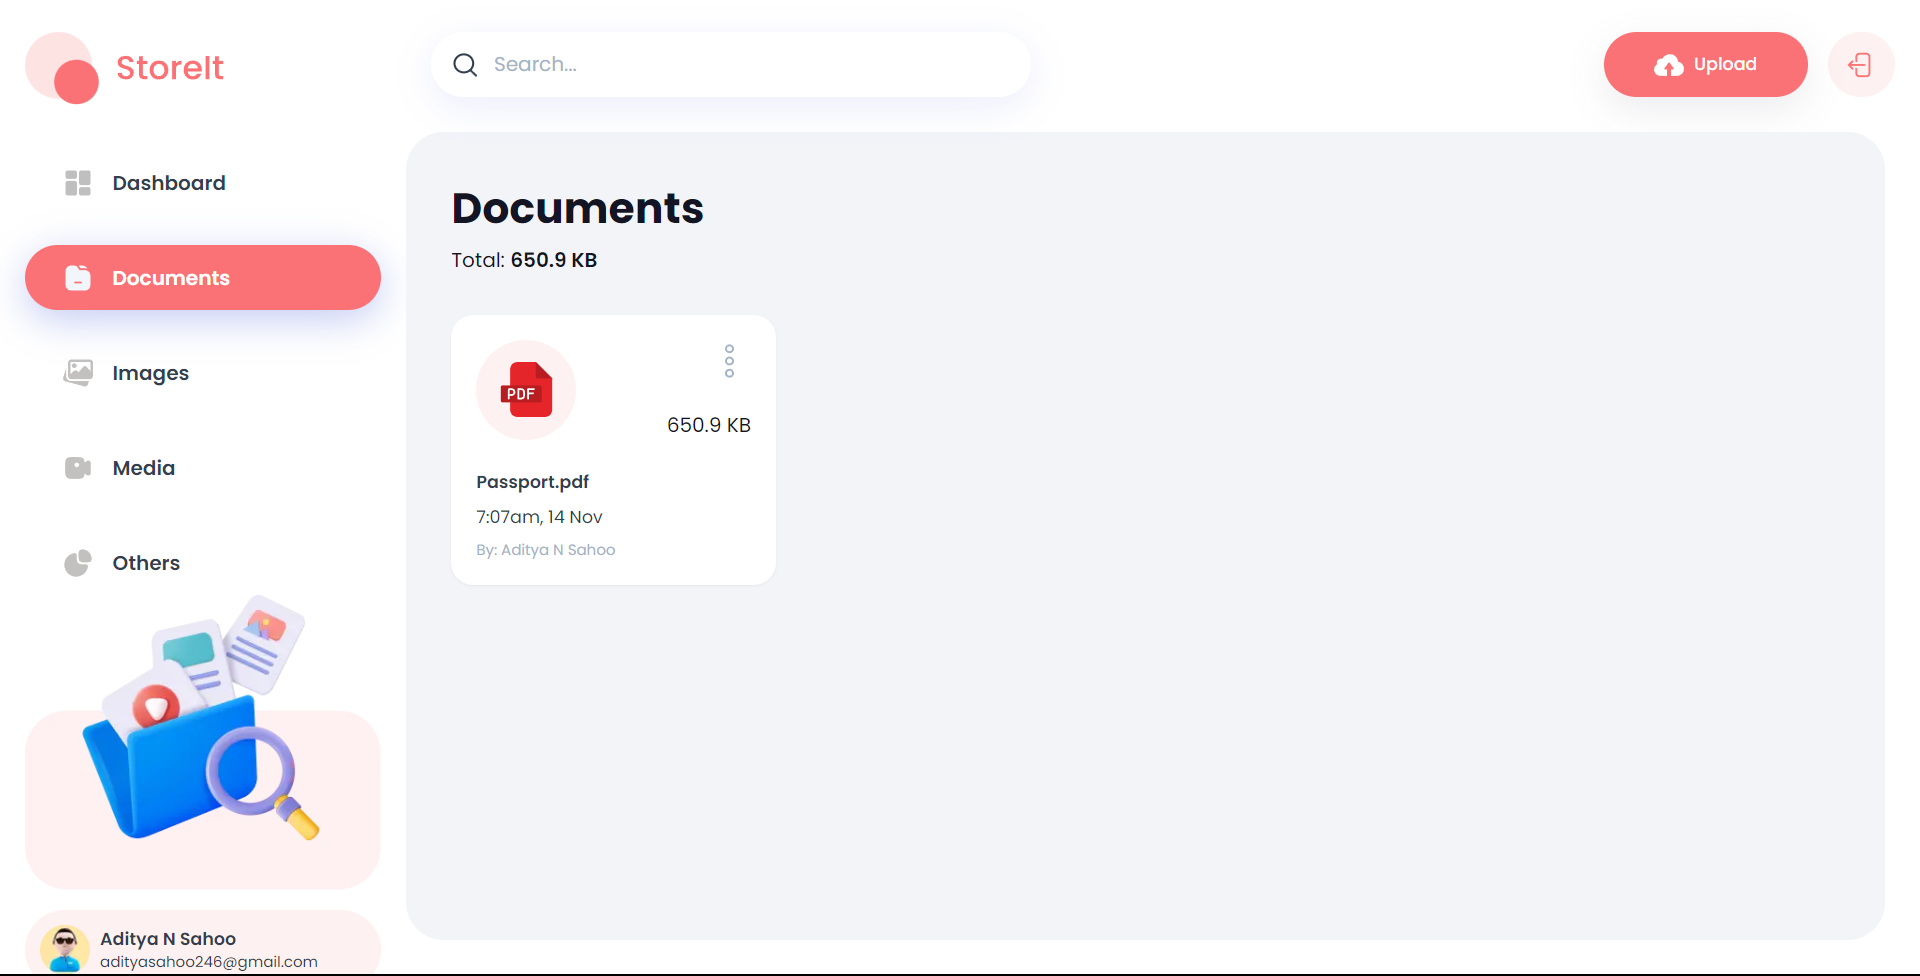 StoreIt
Search...
Upload
Dashboard
Documents
Images
Media
Others
Aditya N Sahoo
adityasahoo246@gmail.com
Documents
Total: 650.9 KB
PDF
650.9 KB
Passport.pdf
7:07am, 14 Nov
By: Aditya N Sahoo